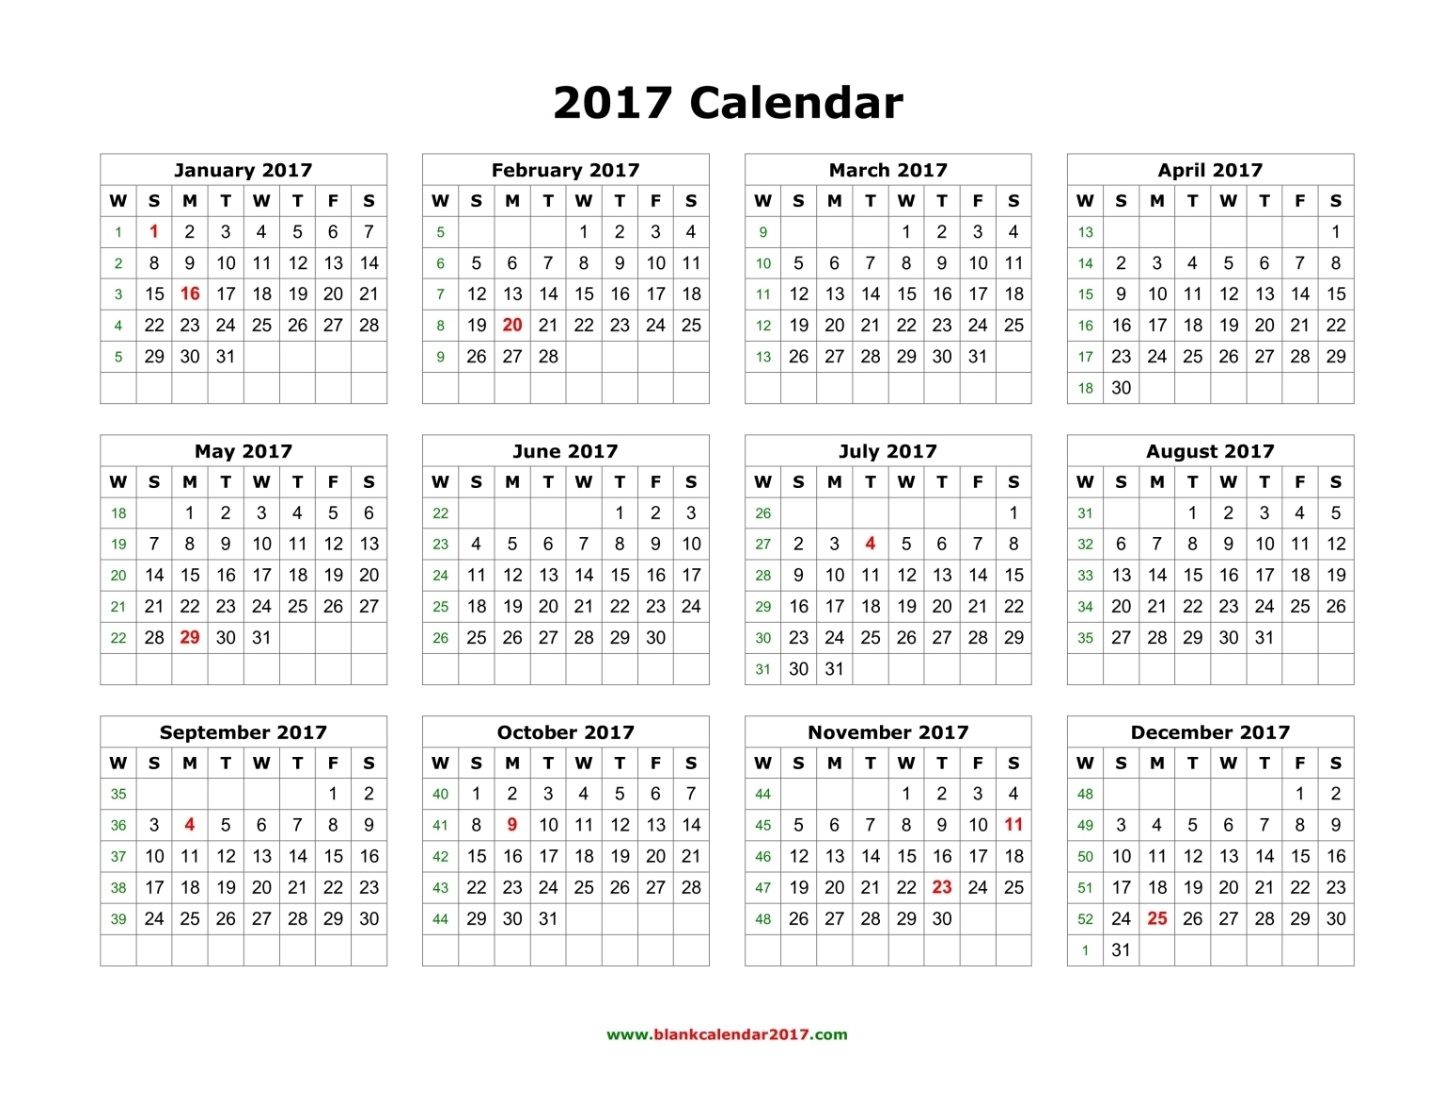 2017 Calendar
January 2017
W S M T W T F S
1 1 2 3 4 5 6 7
2 8 9 10 11 12 13 14
3 15 16 17 18 19 20 21
4 22 23 24 25 26 27 28
5 29 30 31
February 2017
W S M T W T F S
5 1 2 3 4
6 5 6 7 8 9 10 11
7 12 13 14 15 16 17 18
8 19 20 21 22 23 24 25
9 26 27 28
March 2017
W S M T W T F S
9 1 2 3 4
10 5 6 7 8 9 10 11
11 12 13 14 15 16 17 18
12 19 20 21 22 23 24 25
13 26 27 28 29 30 31
April 2017
W S M T W T F S
13 1
14 2 3 4 5 6 7 8
15 9 10 11 12 13 14 15
16 16 17 18 19 20 21 22
17 23 24 25 26 27 28 29
18 30
May 2017
W S M T W T F S
18 1 2 3 4 5 6
19 7 8 9 10 11 12 13
20 14 15 16 17 18 19 20
21 21 22 23 24 25 26 27
22 28 29 30 31
June 2017
W S M T W T F S
22 1 2 3
23 4 5 6 7 8 9 10
24 11 12 13 14 15 16 17
25 18 19 20 21 22 23 24
26 25 26 27 28 29 30
July 2017
W S M T W T F S
26 1
27 2 3 4 5 6 7 8
28 9 10 11 12 13 14 15
29 16 17 18 19 20 21 22
30 23 24 25 26 27 28 29
31 30 31
August 2017
W S M T W T F S
31 1 2 3 4 5
32 6 7 8 9 10 11 12
33 13 14 15 16 17 18 19
34 20 21 22 23 24 25 26
35 27 28 29 30 31
September 2017
W S M T W T F S
35 1 2
36 3 4 5 6 7 8 9
37 10 11 12 13 14 15 16
38 17 18 19 20 21 22 23
39 24 25 26 27 28 29 30
October 2017
W S M T W T F S
40 1 2 3 4 5 6 7
41 8 9 10 11 12 13 14
42 15 16 17 18 19 20 21
43 22 23 24 25 26 27 28
44 29 30 31
November 2017
W S M T W T F S
44 1 2 3 4
45 5 6 7 8 9 10 11
46 12 13 14 15 16 17 18
47 19 20 21 22 23 24 25
48 26 27 28 29 30
December 2017
W S M T W T F S
48 1 2
49 3 4 5 6 7 8 9
50 10 11 12 13 14 15 16
51 17 18 19 20 21 22 23
52 24 25 26 27 28 29 30
1 31
www.blankcalendar2017.com